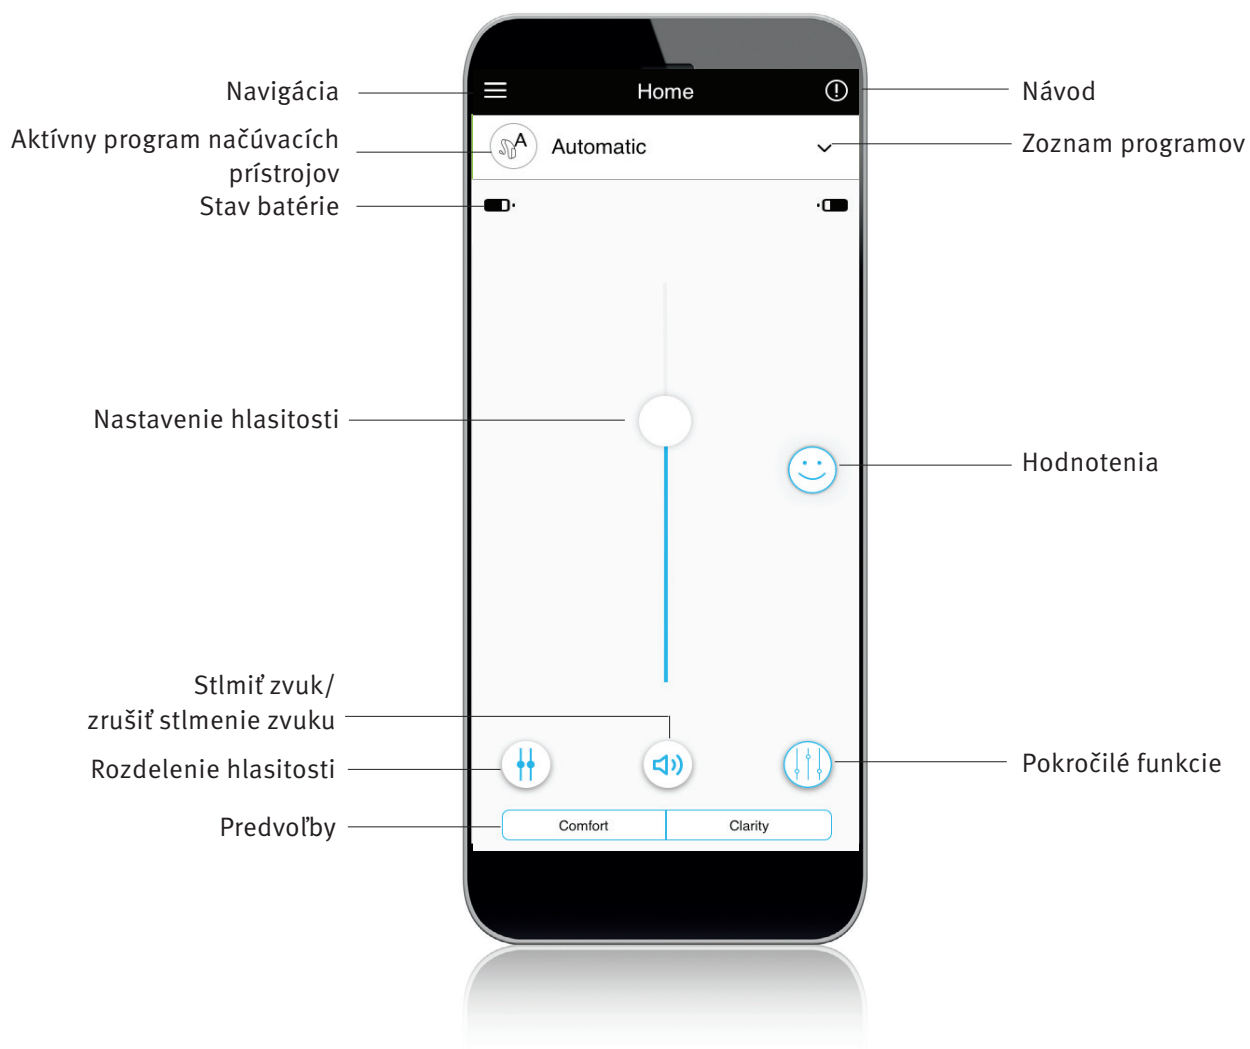 Navigácia
Aktívny program načúvacích
prístrojov
Stav batérie
Nastavenie hlasitosti
Stlmiť zvuk/
zrušiť stlmenie zvuku
Rozdelenie hlasitosti
Predvoľby
Home
A
Automatic
Comfort
Clarity
Návod
Zoznam programov
Hodnotenia
Pokročilé funkcie